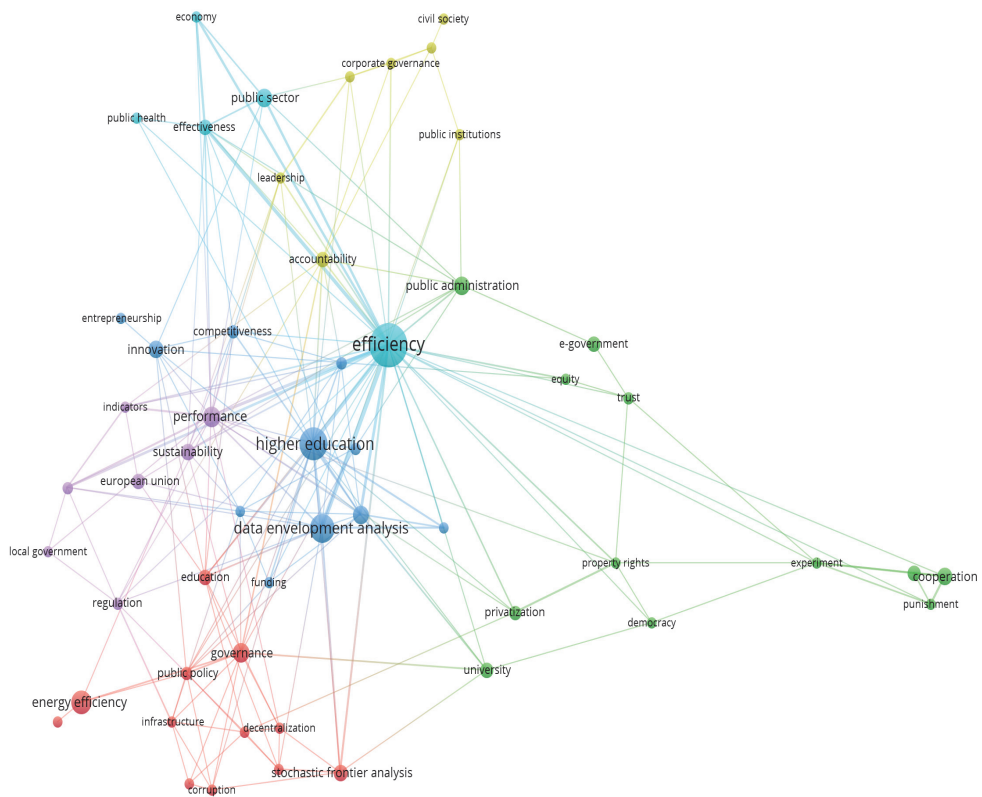 economy
civil society
corporate governance
public sector
public health
effectiveness
public institutions
leadership
accountability
public administration
entrepreneurship
competitiveness
efficiency
e-government
innovation
equity
trust
indicators
performance
higher education
sustainability
european union
data envelopment analysis
local government
property rights
experiment
education
funding
cooperation
regulation
punishment
privatization
democracy
governance
public policy
university
energy efficiency
infrastructure
decentralization
stochastic frontier analysis
corruption